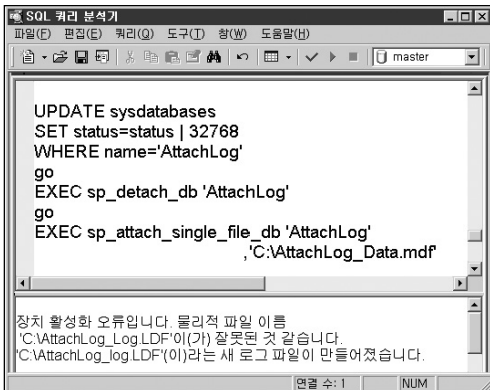 SQL 쿼리 분석기
파일(F) 편집(E) 쿼리(Q) 도구(T) 창(W) 도움말(H)
master
UPDATE sysdatabases
SET status=status | 32768
WHERE name='AttachLog'
go
EXEC sp_detach_db 'AttachLog'
go
EXEC sp_attach_single_file_db 'AttachLog'
,'C:\AttachLog_Data.mdf'
장치 활성화 오류입니다. 물리적 파일 이름
'C:\AttachLog_Log.LDF'이(가) 잘못된 것 같습니다.
'C:\AttachLog_log.LDF'(이)라는 새 로그 파일이 만들어졌습니다.
연결 수: 1 NUM